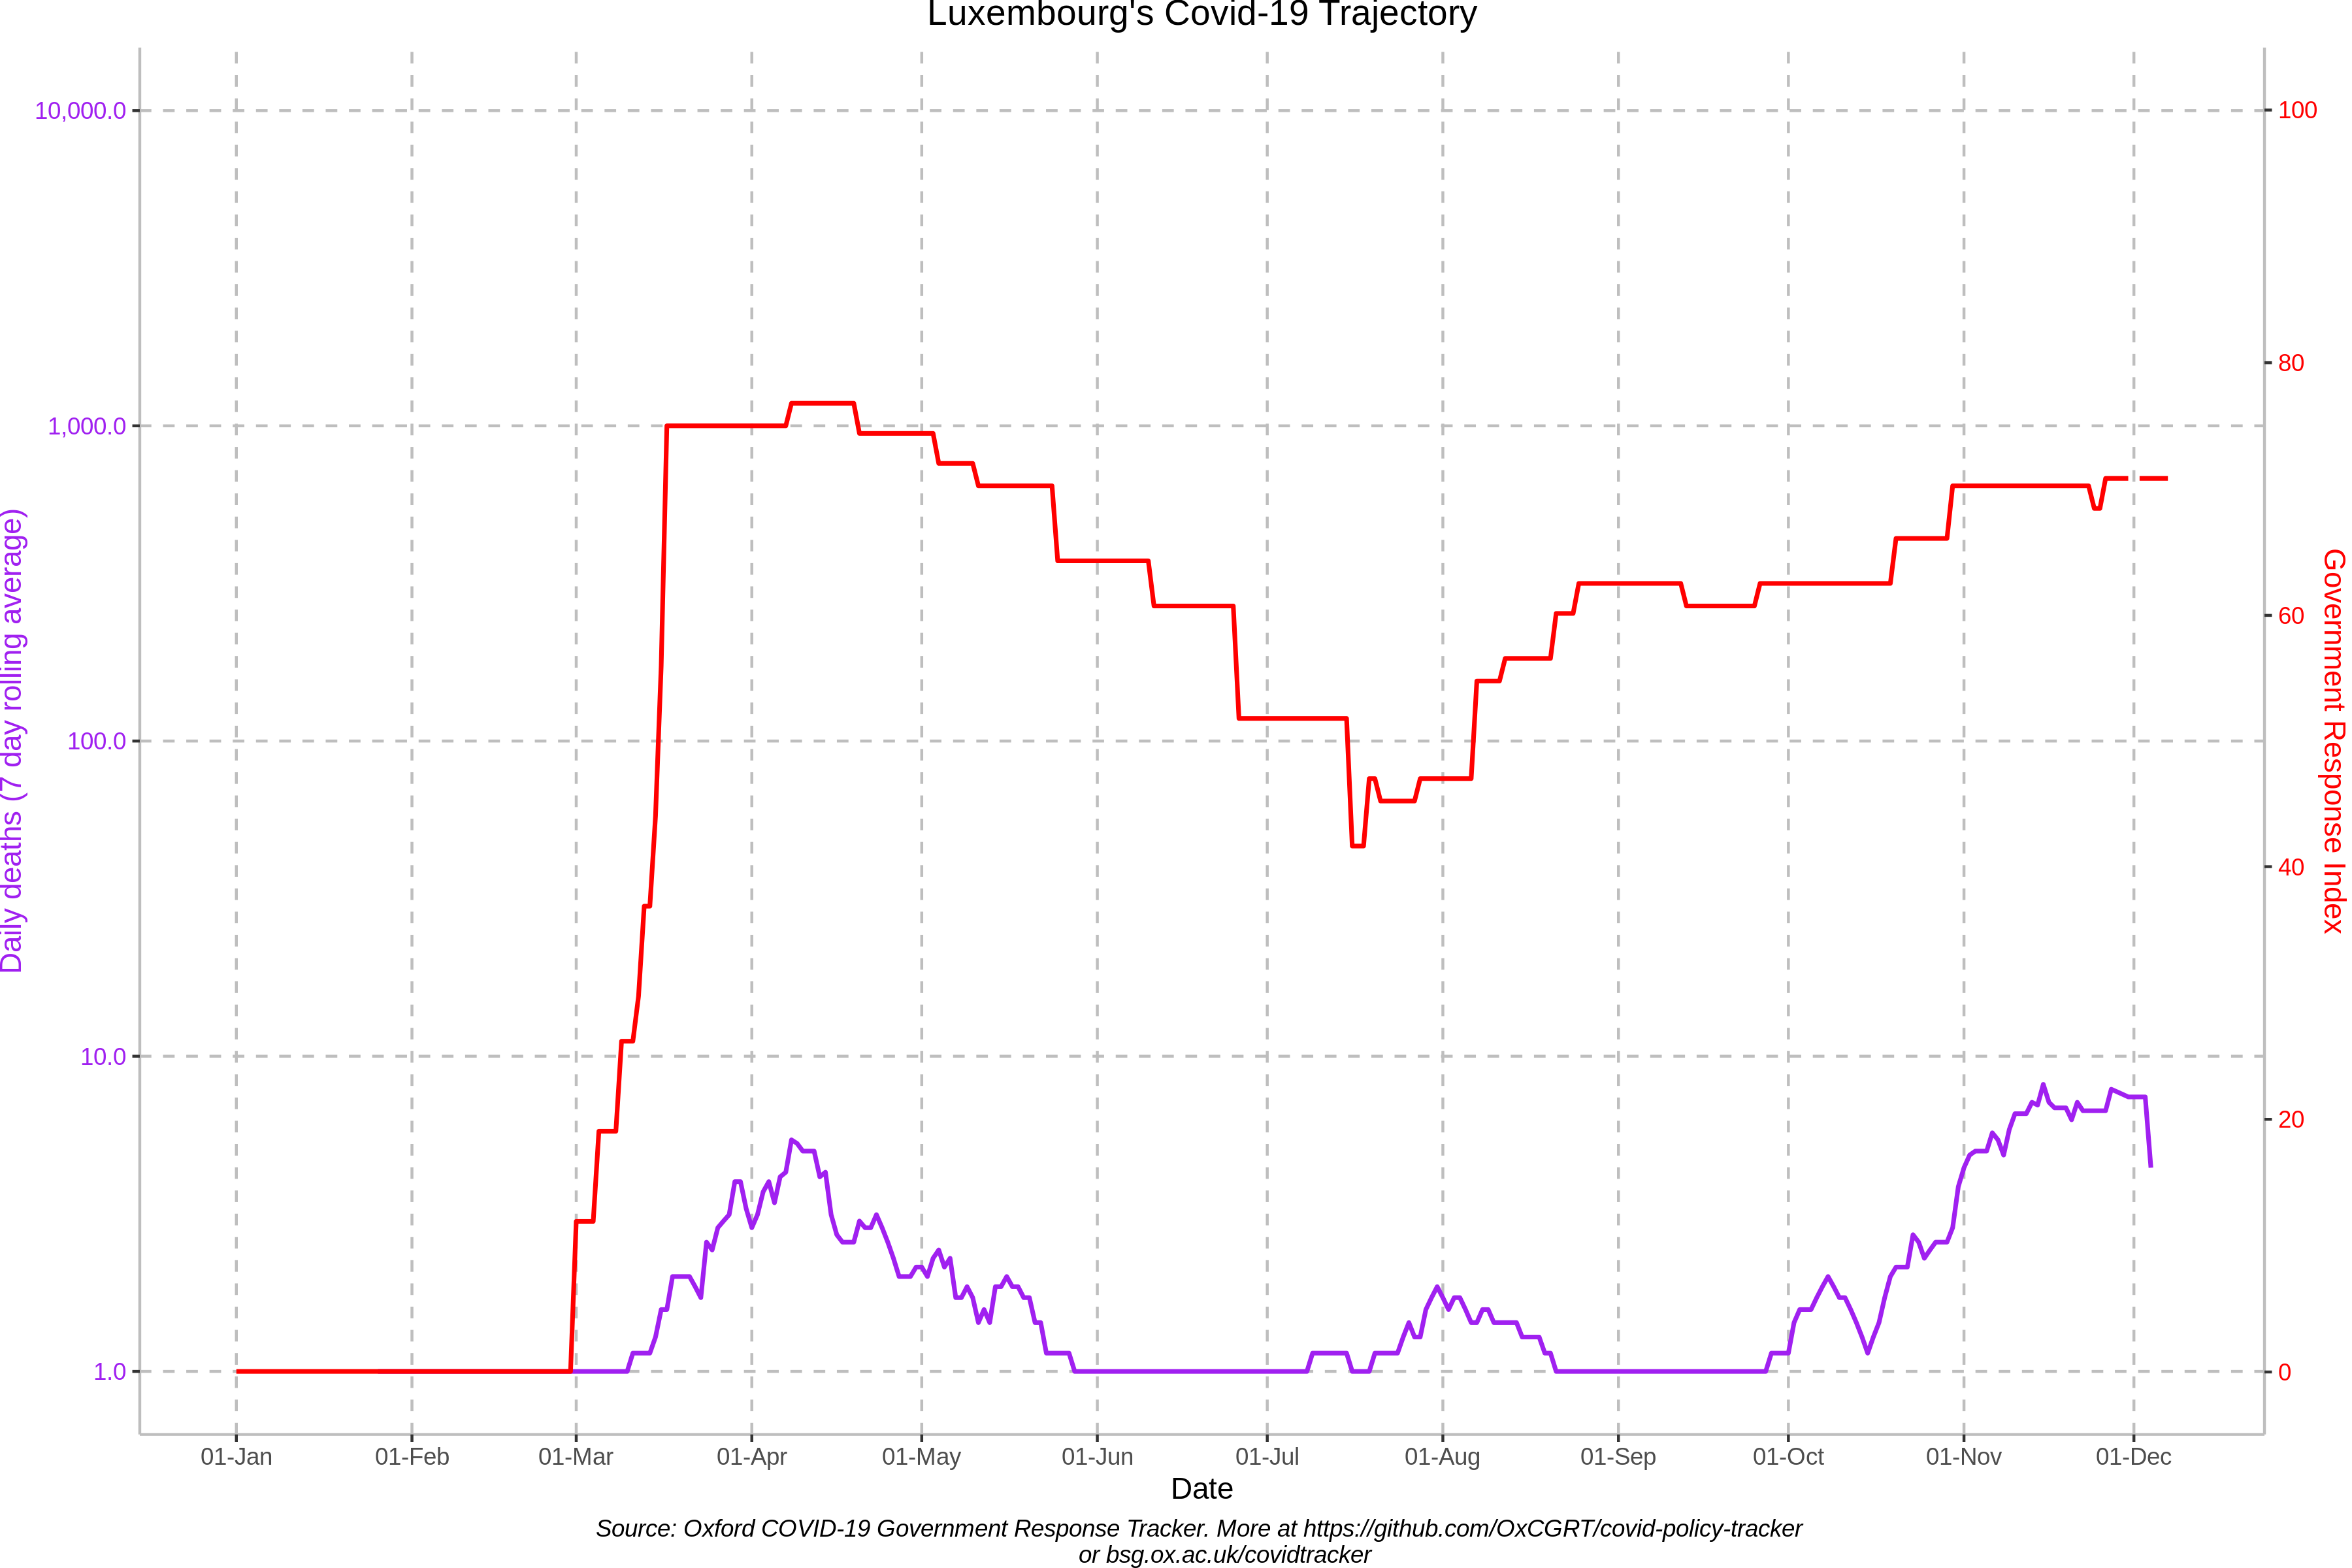 Luxembourg's Covid-19 Trajectory
Daily deaths (7 day rolling average)
10,000.0
1,000.0
100.0
10.0
1.0
100
80
60
40
20
0
Government Response Index
01-Jan 01-Feb 01-Mar 01-Apr 01-May 01-Jun 01-Jul 01-Aug 01-Sep 01-Oct 01-Nov 01-Dec
Date
Source: Oxford COVID-19 Government Response Tracker. More at https://github.com/OxCGRT/covid-policy-tracker
or bsg.ox.ac.uk/covidtracker